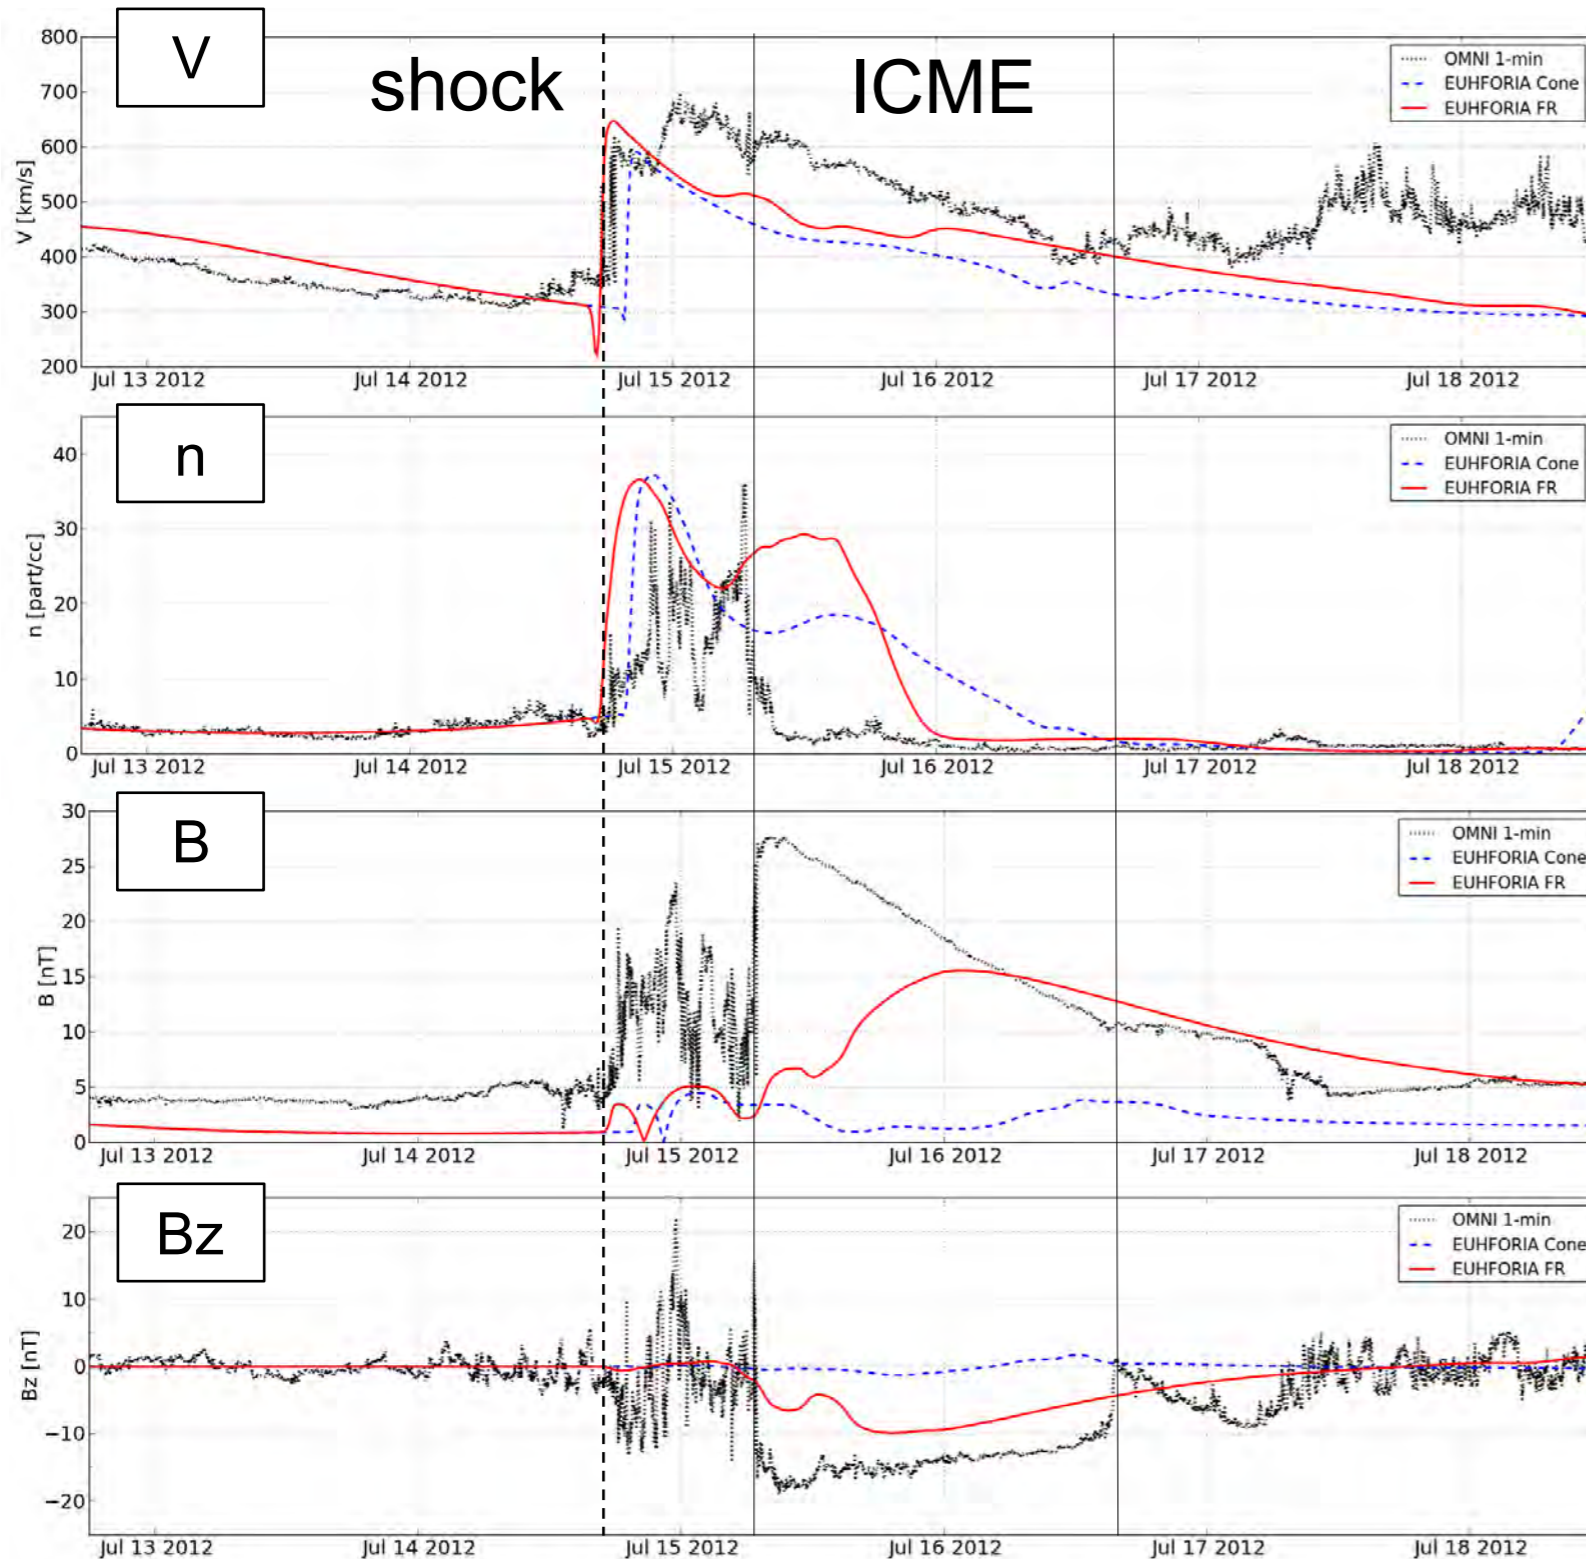 V
shock
ICME
800
700
600
500
400
300
200
V [km/s]
OMNI 1-min
EUHFORIA Cone
EUHFORIA FR
Jul 13 2012
Jul 14 2012
Jul 15 2012
Jul 16 2012
Jul 17 2012
Jul 18 2012
n
40
30
20
10
0
n [part/cc]
OMNI 1-min
EUHFORIA Cone
EUHFORIA FR
Jul 13 2012
Jul 14 2012
Jul 15 2012
Jul 16 2012
Jul 17 2012
Jul 18 2012
B
30
25
20
15
10
5
0
B [nT]
OMNI 1-min
EUHFORIA Cone
EUHFORIA FR
Jul 13 2012
Jul 14 2012
Jul 15 2012
Jul 16 2012
Jul 17 2012
Jul 18 2012
Bz
20
10
0
−10
−20
Bz [nT]
OMNI 1-min
EUHFORIA Cone
EUHFORIA FR
Jul 13 2012
Jul 14 2012
Jul 15 2012
Jul 16 2012
Jul 17 2012
Jul 18 2012